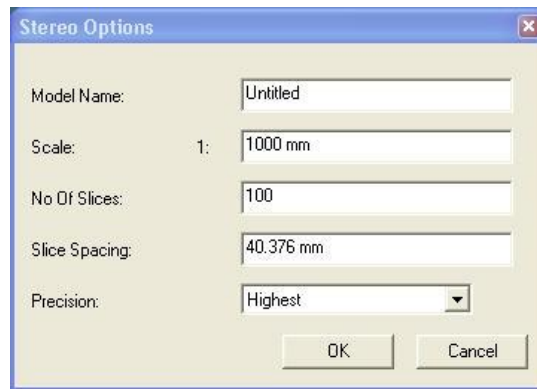 Stereo Options
Model Name: Untitled
Scale: 1: 1000 mm
No Of Slices: 100
Slice Spacing: 40.376 mm
Precision: Highest
OK Cancel